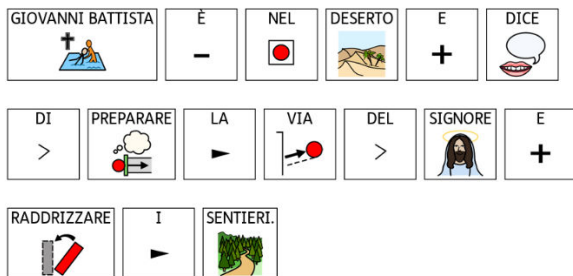 GIOVANNI BATTISTA È NEL DESERTO E DICE
DI PREPARARE LA VIA DEL SIGNORE E
RADDRIZZARE I SENTIERI.